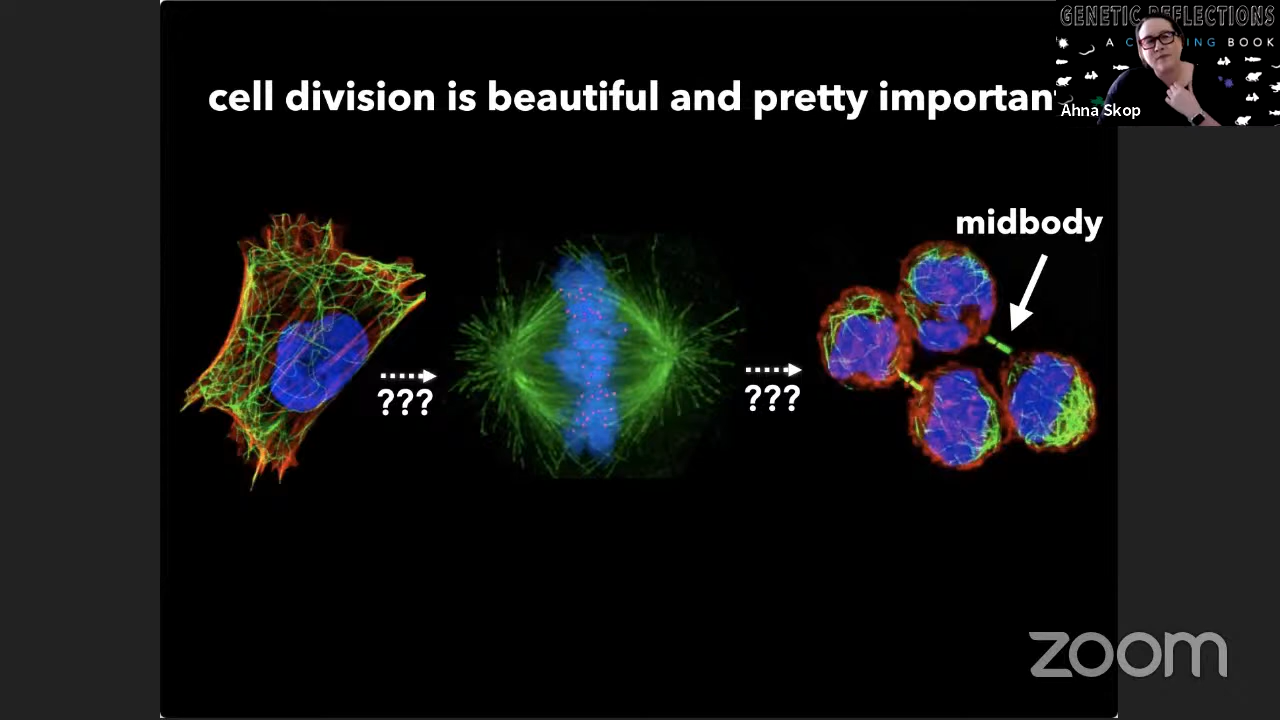 GENETIC REFLECTIONS
A C ING BOOK
Ahna Skop
cell division is beautiful and pretty importan
midbody
???
???
zoom